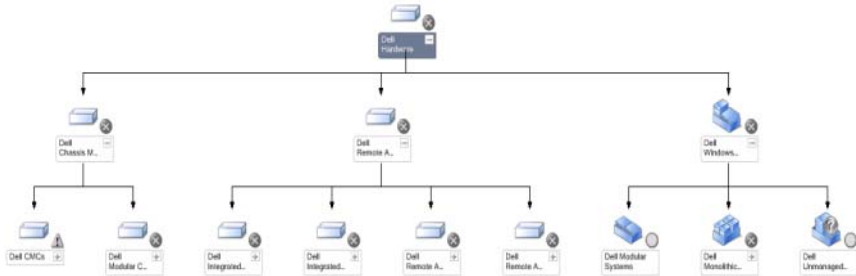 Dell
Hardware
Dell
Chassis M..
Dell
Remote A..
Dell
Windows...
Dell CMCs
Dell
Modular C..
Dell
Integrated..
Dell
Integrated..
Dell
Remote A..
Dell
Remote A..
Dell Modular
Systems
Dell
Monolithic...
Dell
Unmanaged..